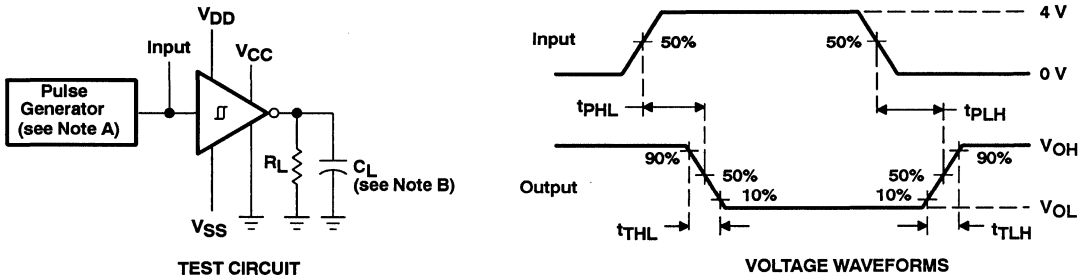 VDD
Input
VCC
Pulse
Generator
(see Note A)
RL
CL
(see Note B)
VSS
TEST CIRCUIT
4 V
Input
50%
50%
0 V
tPHL
tPLH
VOH
90%
90%
50%
50%
Output
10%
10%
VOL
tTHL
tTLH
VOLTAGE WAVEFORMS